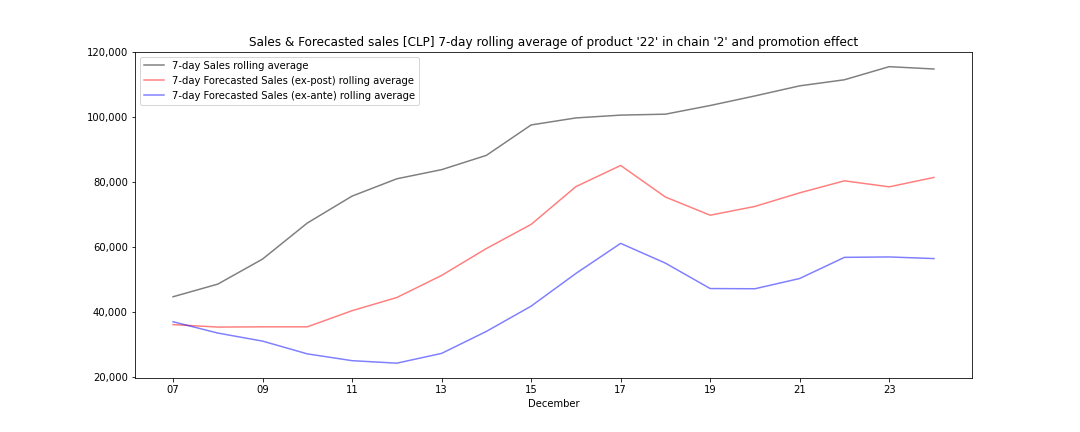 Sales & Forecasted sales [CLP] 7-day rolling average of product '22' in chain '2' and promotion effect
120,000
100,000
80,000
60,000
40,000
20,000
7-day Sales rolling average
7-day Forecasted Sales (ex-post) rolling average
7-day Forecasted Sales (ex-ante) rolling average
07 09 11 13 15 17 19 21 23
December